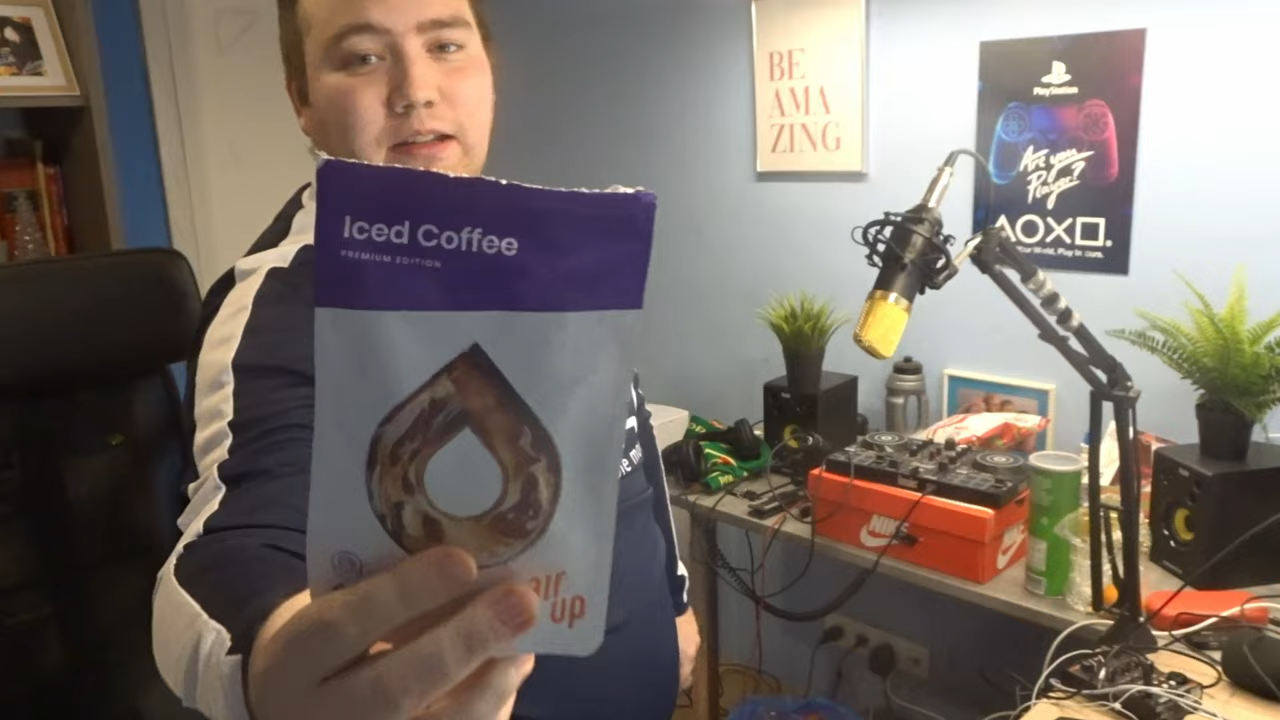 Iced Coffee
PREMIUM EDITION
air
up
BE
AMA
ZING
PlayStation
Are you
Player?
NIKE